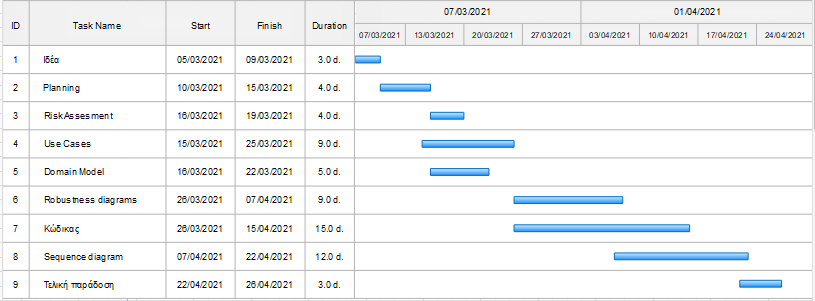 07/03/2021 01/04/2021
ID Task Name Start Finish Duration
07/03/2021 13/03/2021 20/03/2021 27/03/2021 03/04/2021 10/04/2021 17/04/2021 24/04/2021
1 Ιδέα 05/03/2021 09/03/2021 3.0 d.
2 Planning 10/03/2021 15/03/2021 4.0 d.
3 Risk Assesment 16/03/2021 19/03/2021 4.0 d.
4 Use Cases 15/03/2021 25/03/2021 9.0 d.
5 Domain Model 16/03/2021 22/03/2021 5.0 d.
6 Robustness diagrams 26/03/2021 07/04/2021 9.0 d.
7 Κώδικας 26/03/2021 15/04/2021 15.0 d.
8 Sequence diagram 07/04/2021 22/04/2021 12.0 d.
9 Τελική παράδοση 22/04/2021 26/04/2021 3.0 d.